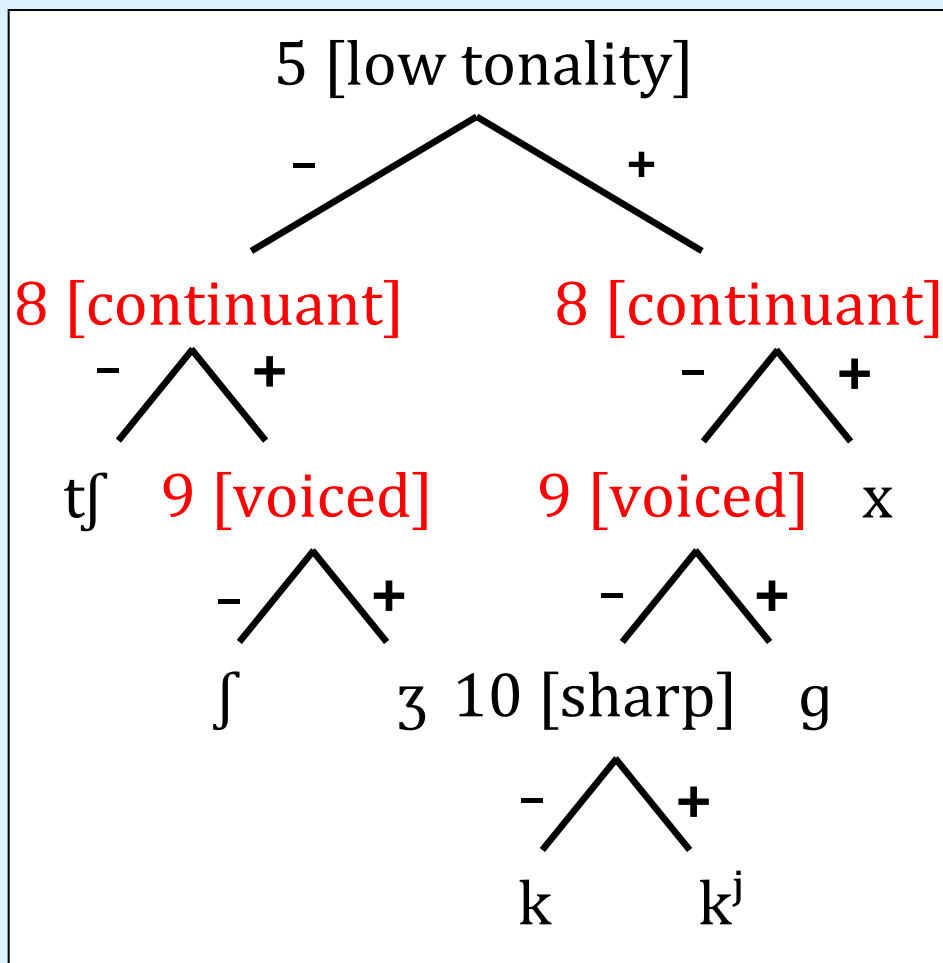 5 [low tonality]
– +
8 [continuant] 8 [continuant]
– + – +
tʃ 9 [voiced] 9 [voiced] x
– + – +
ʃ ʒ 10 [sharp] g
– +
k kʲ